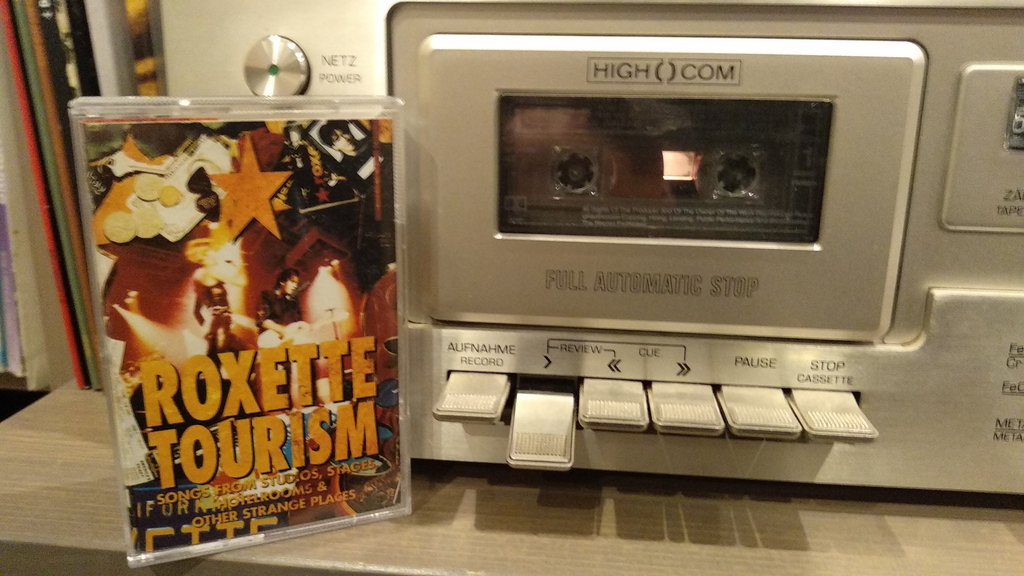 NETZ
POWER
HIGH COM
FULL AUTOMATIC STOP
AUFNAHME
RECORD
REVIEW
CUE
PAUSE
STOP
CASSETTE
ROXETTE
TOURISM
SONGS FROM STUDIOS, STAGES
HOTELROOMS &
OTHER STRANGE PLACES